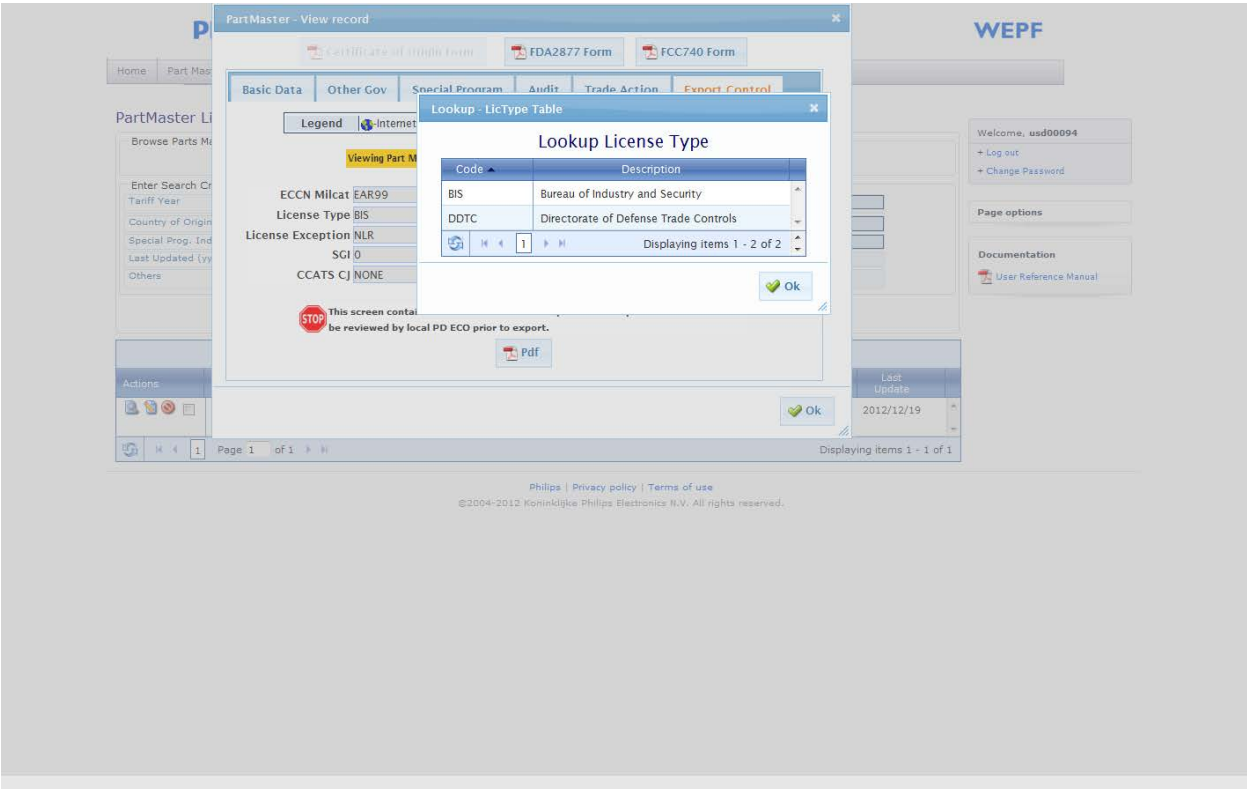 P
WEPF
PartMaster - View record
Certificate of Origin Form
FDA2877 Form
FCC740 Form
Home
Part Mas
Basic Data
Other Gov
Special Program
Audit
Trade Action
Export Control
PartMaster Li
Browse Parts Ma
Legend
-Internet
Viewing Part M
Lookup - LicType Table
Lookup License Type
Code
Description
BIS
Bureau of Industry and Security
DDTC
Directorate of Defense Trade Controls
1
Displaying items 1 - 2 of 2
Ok
Enter Search Cr
Tariff Year
Country of Origin
Special Prog. Ind
Last Updated (yy
Others
ECCN Milcat EAR99
License Type BIS
License Exception NLR
SGI 0
CCATS CJ NONE
STOP
This screen contai
be reviewed by local PD ECO prior to export.
Pdf
Ok
Welcome, usd00094
+ Log out
+ Change Password
Page options
Documentation
User Reference Manual
Actions
Last
Update
2012/12/19
1
Page 1 of 1
Displaying items 1 - 1 of 1
Philips | Privacy policy | Terms of use
©2004-2012 Koninklijke Philips Electronics N.V. All rights reserved.